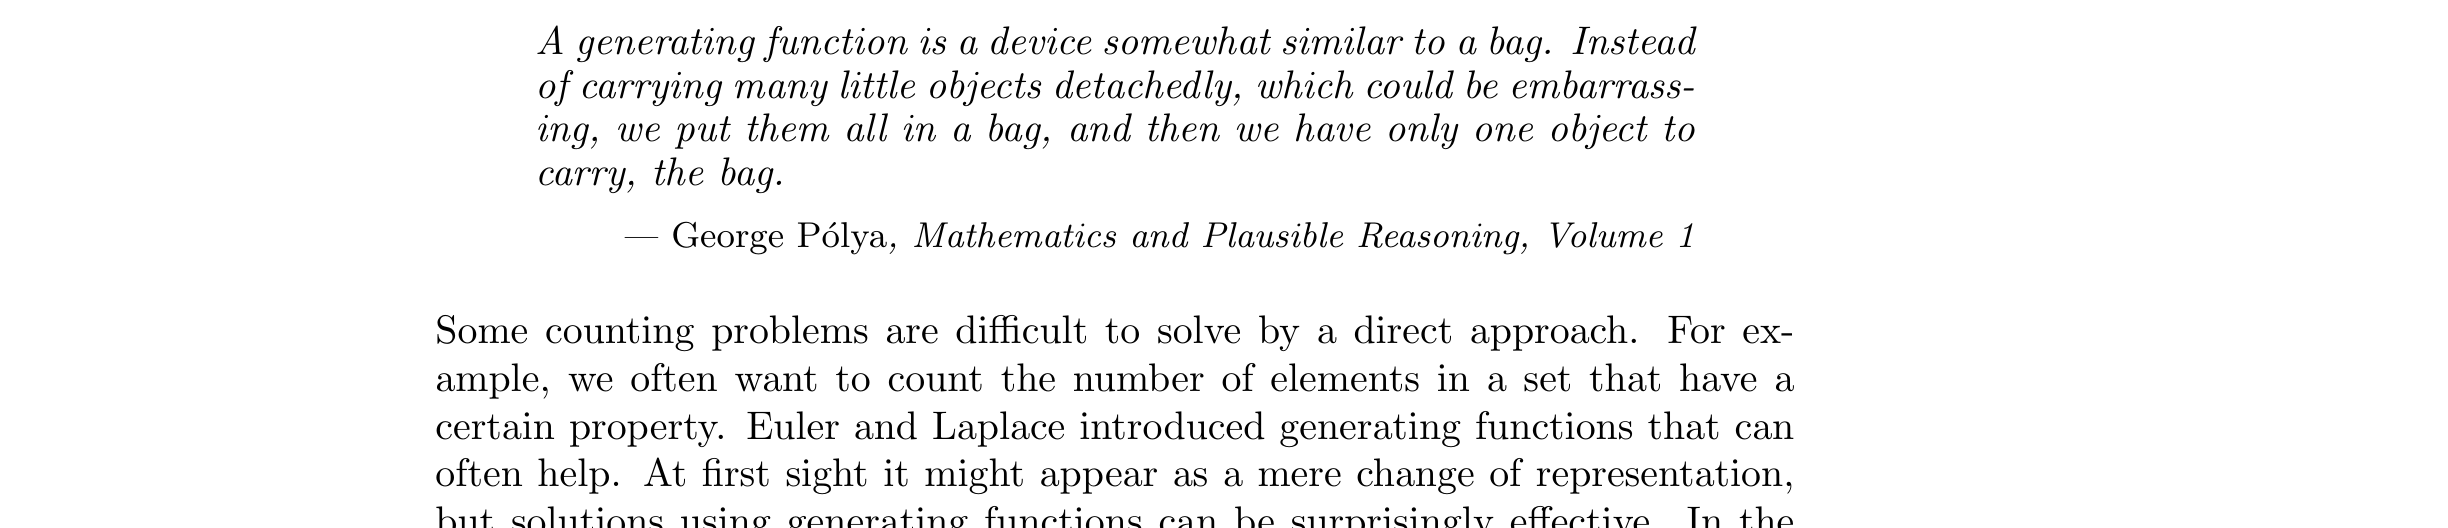 A generating function is a device somewhat similar to a bag. Instead
of carrying many little objects detachedly, which could be embarrass-
ing, we put them all in a bag, and then we have only one object to
carry, the bag.
— George Pólya, Mathematics and Plausible Reasoning, Volume 1
Some counting problems are difficult to solve by a direct approach. For ex-
ample, we often want to count the number of elements in a set that have a
certain property. Euler and Laplace introduced generating functions that can
often help. At first sight it might appear as a mere change of representation,
but solutions using generating functions can be surprisingly effective. In the